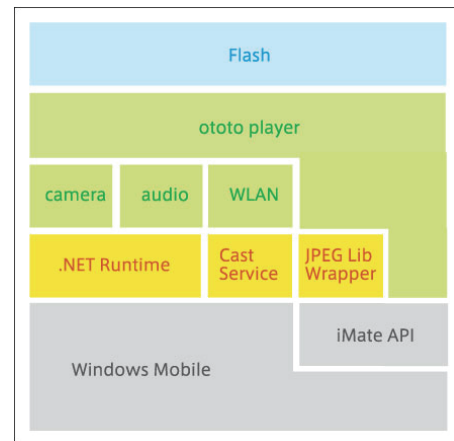 Flash
ototo player
camera
audio
WLAN
.NET Runtime
Cast
Service
JPEG Lib
Wrapper
iMate API
Windows Mobile